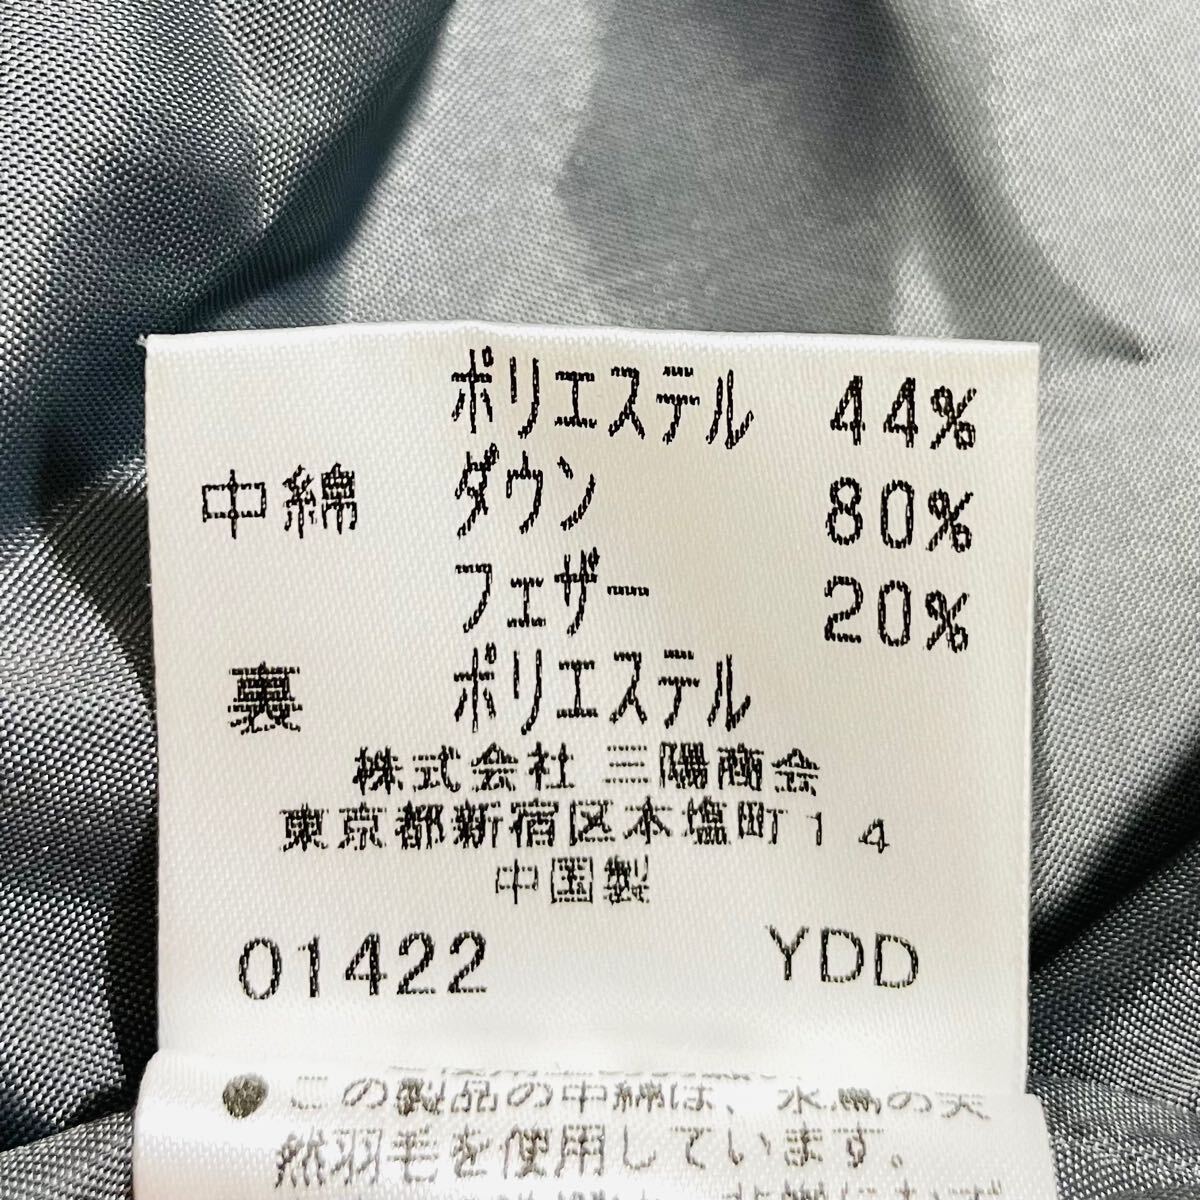 ポリエステル 44%
中綿 ダウン 80%
フェザー 20%
裏 ポリエステル
株式会社 三陽商会
東京都新宿区本塩町14
中国製
01422 YDD
●この製品の中綿は、水鳥の天
然羽毛を使用しています。